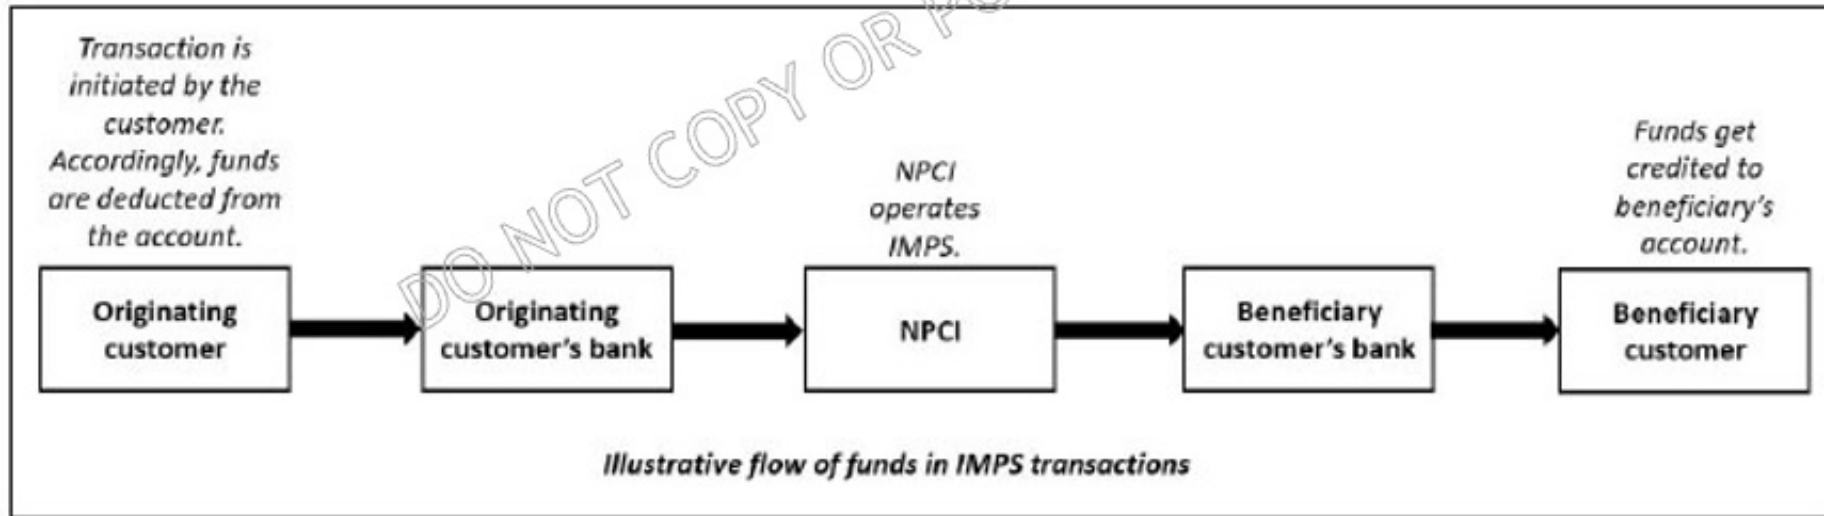 Transaction is
initiated by the
customer.
Accordingly, funds
are deducted from
the account.
NPCI
operates
IMPS.
Funds get
credited to
beneficiary's
account.
DO NOT COPY OR
Originating
customer
Originating
customer's bank
NPCI
Beneficiary
customer's bank
Beneficiary
customer
Illustrative flow of funds in IMPS transactions